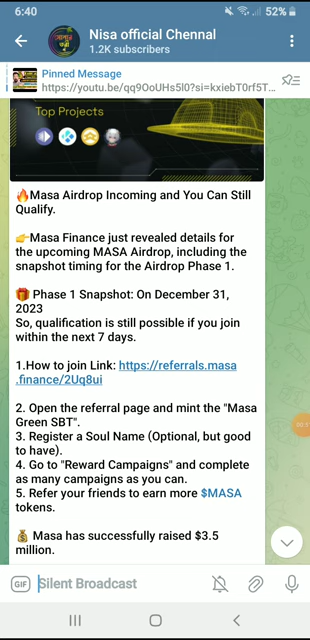 6:40
52%
Nisa official Chennal
1.2K subscribers
Pinned Message
https://youtu.be/qq9OoUHs5l0?si=kxiebT0rf5T...
Top Projects
🔥Masa Airdrop Incoming and You Can Still
Qualify.
👉Masa Finance just revealed details for
the upcoming MASA Airdrop, including the
snapshot timing for the Airdrop Phase 1.
🎁 Phase 1 Snapshot: On December 31,
2023
So, qualification is still possible if you join
within the next 7 days.
1.How to join Link: https://referrals.masa
.finance/2Uq8ui
2. Open the referral page and mint the "Masa
Green SBT".
3. Register a Soul Name (Optional, but good
to have).
4. Go to "Reward Campaigns" and complete
as many campaigns as you can.
5. Refer your friends to earn more $MASA
tokens.
💰 Masa has successfully raised $3.5
million.
GIF Silent Broadcast